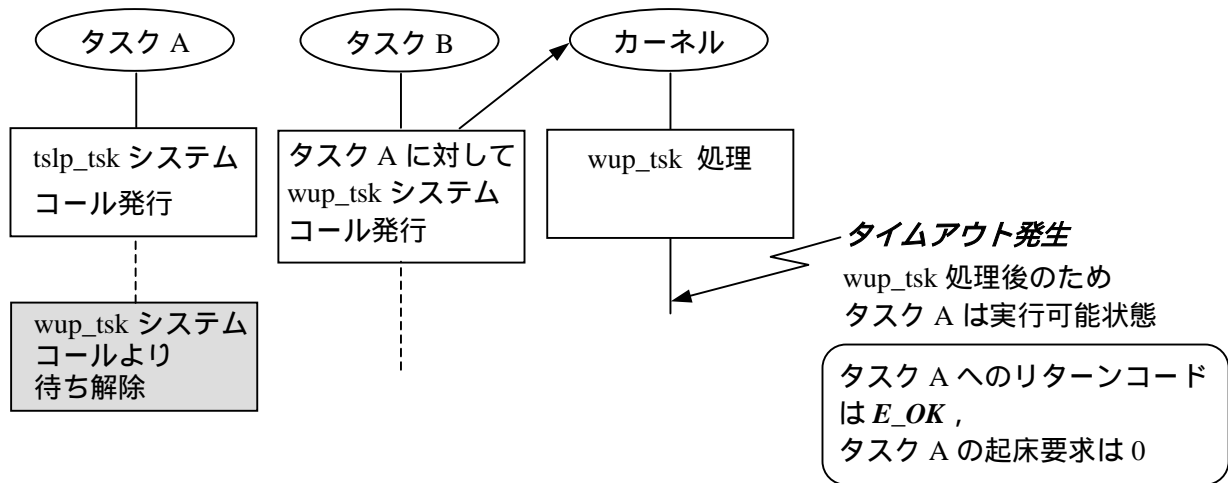 タスク A
タスク B
カーネル
tslp_tsk システム
コール発行
タスク A に対して
wup_tsk システム
コール発行
wup_tsk 処理
タイムアウト発生
wup_tsk 処理後のため
タスク A は実行可能状態
wup_tsk システム
コールより
待ち解除
タスク A へのリターンコード
は E_OK ,
タスク A の起床要求は 0